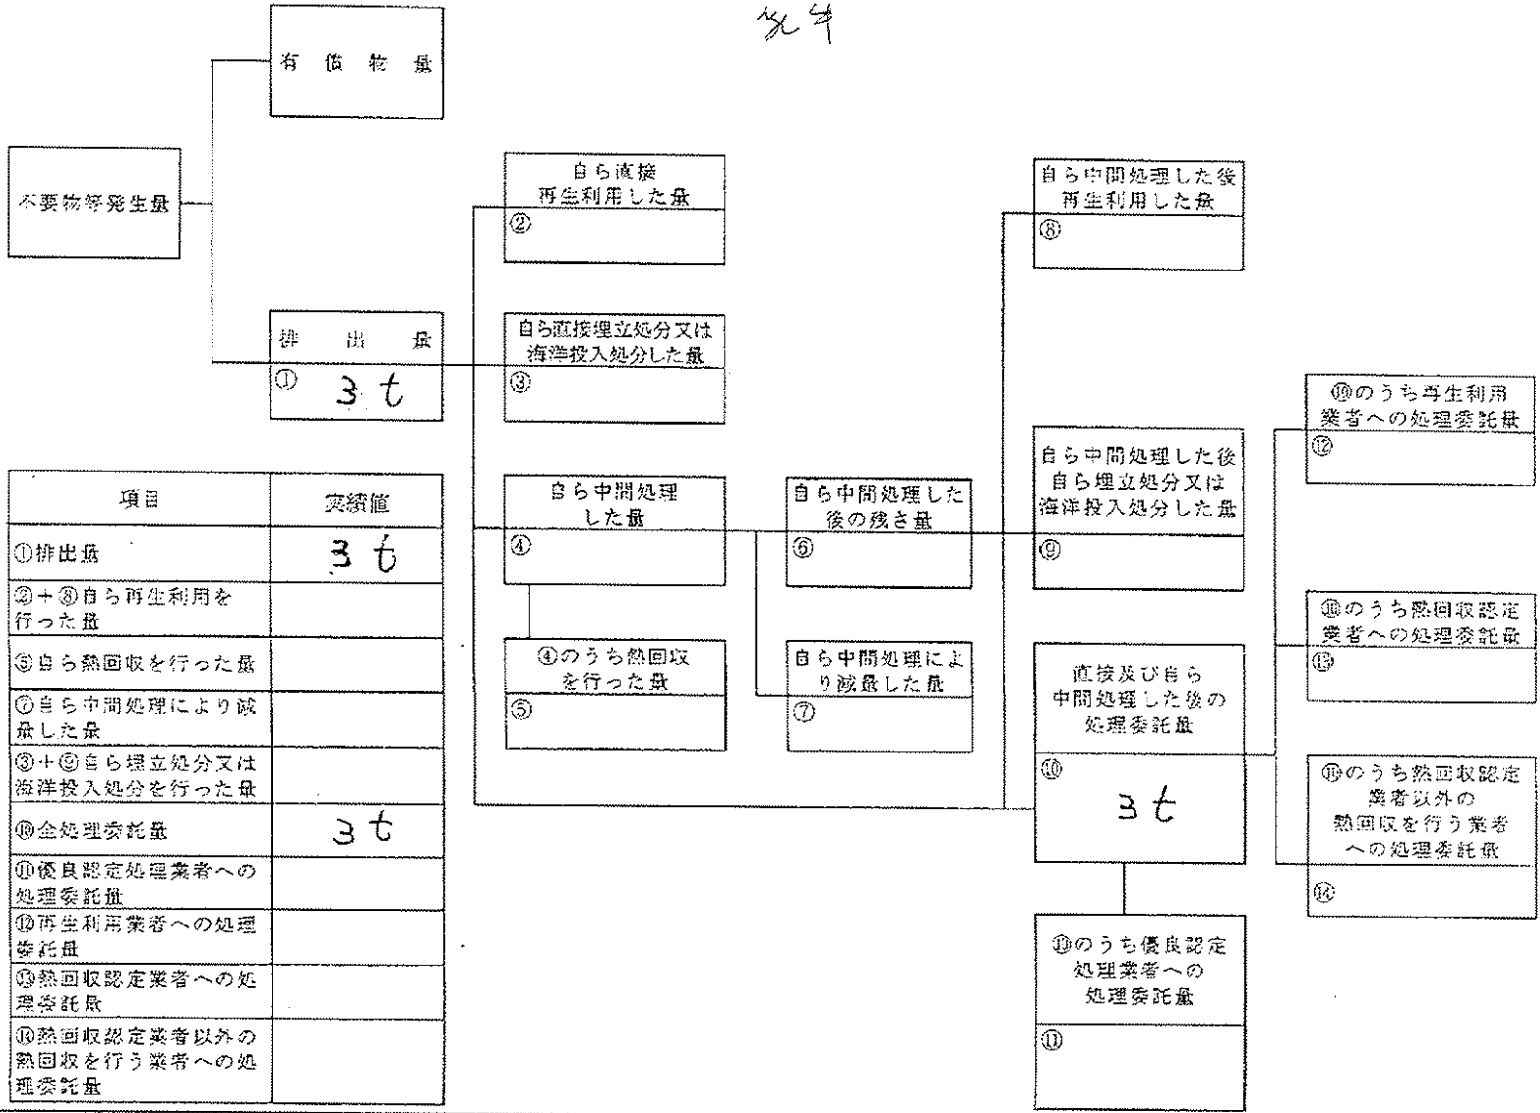 有償物量
不要物等発生量
排出量
① 3 t
自ら直接
再生利用した量
②
自ら直接埋立処分又は
海洋投入処分した量
③
自ら中間処理
した量
④
④のうち熱回収
を行った量
⑤
自ら中間処理した
後の残さ量
⑥
自ら中間処理によ
り減量した量
⑦
自ら中間処理した後
再生利用した量
⑧
自ら中間処理した後
自ら埋立処分又は
海洋投入処分した量
⑨
直接及び自ら
中間処理した後の
処理委託量
⑩
3 t
⑩のうち優良認定
処理業者への
処理委託量
⑪
⑩のうち再生利用
業者への処理委託量
⑫
⑩のうち熱回収認定
業者への処理委託量
⑬
⑩のうち熱回収認定
業者以外の
熱回収を行う業者
への処理委託量
⑭
項目 実績値
①排出量 3 t
②+⑧自ら再生利用を
行った量
⑤自ら熱回収を行った量
⑦自ら中間処理により減
量した量
③+⑨自ら埋立処分又は
海洋投入処分を行った量
⑩全処理委託量 3 t
⑪優良認定処理業者への
処理委託量
⑫再生利用業者への処理
委託量
⑬熱回収認定業者への処
理委託量
⑭熱回収認定業者以外の
熱回収を行う業者への処
理委託量